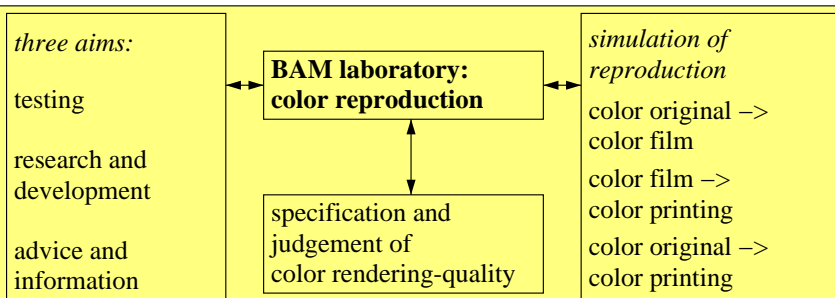 three aims:
testing
research and
development
advice and
information
BAM laboratory:
color reproduction
specification and
judgement of
color rendering-quality
simulation of
reproduction
color original −>
color film
color film −>
color printing
color original −>
color printing